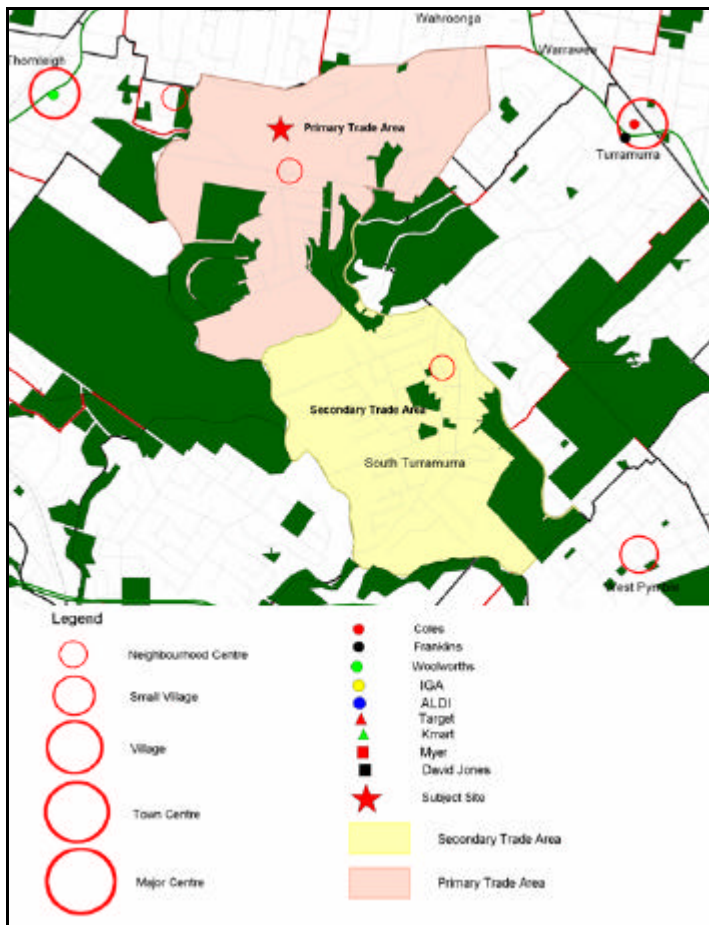 Wahroonga
Warrawee
Thornleigh
Primary Trade Area
Turramurra
Secondary Trade Area
South Turramurra
West Pymble
Legend
Neighbourhood Centre
Small Village
Village
Town Centre
Major Centre
Coles
Franklins
Woolworths
IGA
ALDI
Target
Kmart
Myer
David Jones
Subject Site
Secondary Trade Area
Primary Trade Area